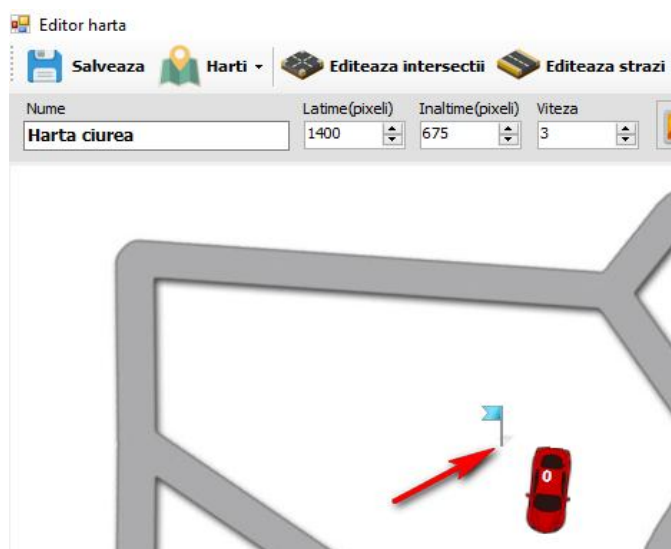 Editor harta
Salveaza Harti Editeaza intersectii Editeaza strazi
Nume Latime(pixeli) Inaltime(pixeli) Viteza
Harta ciurea 1400 675 3
0